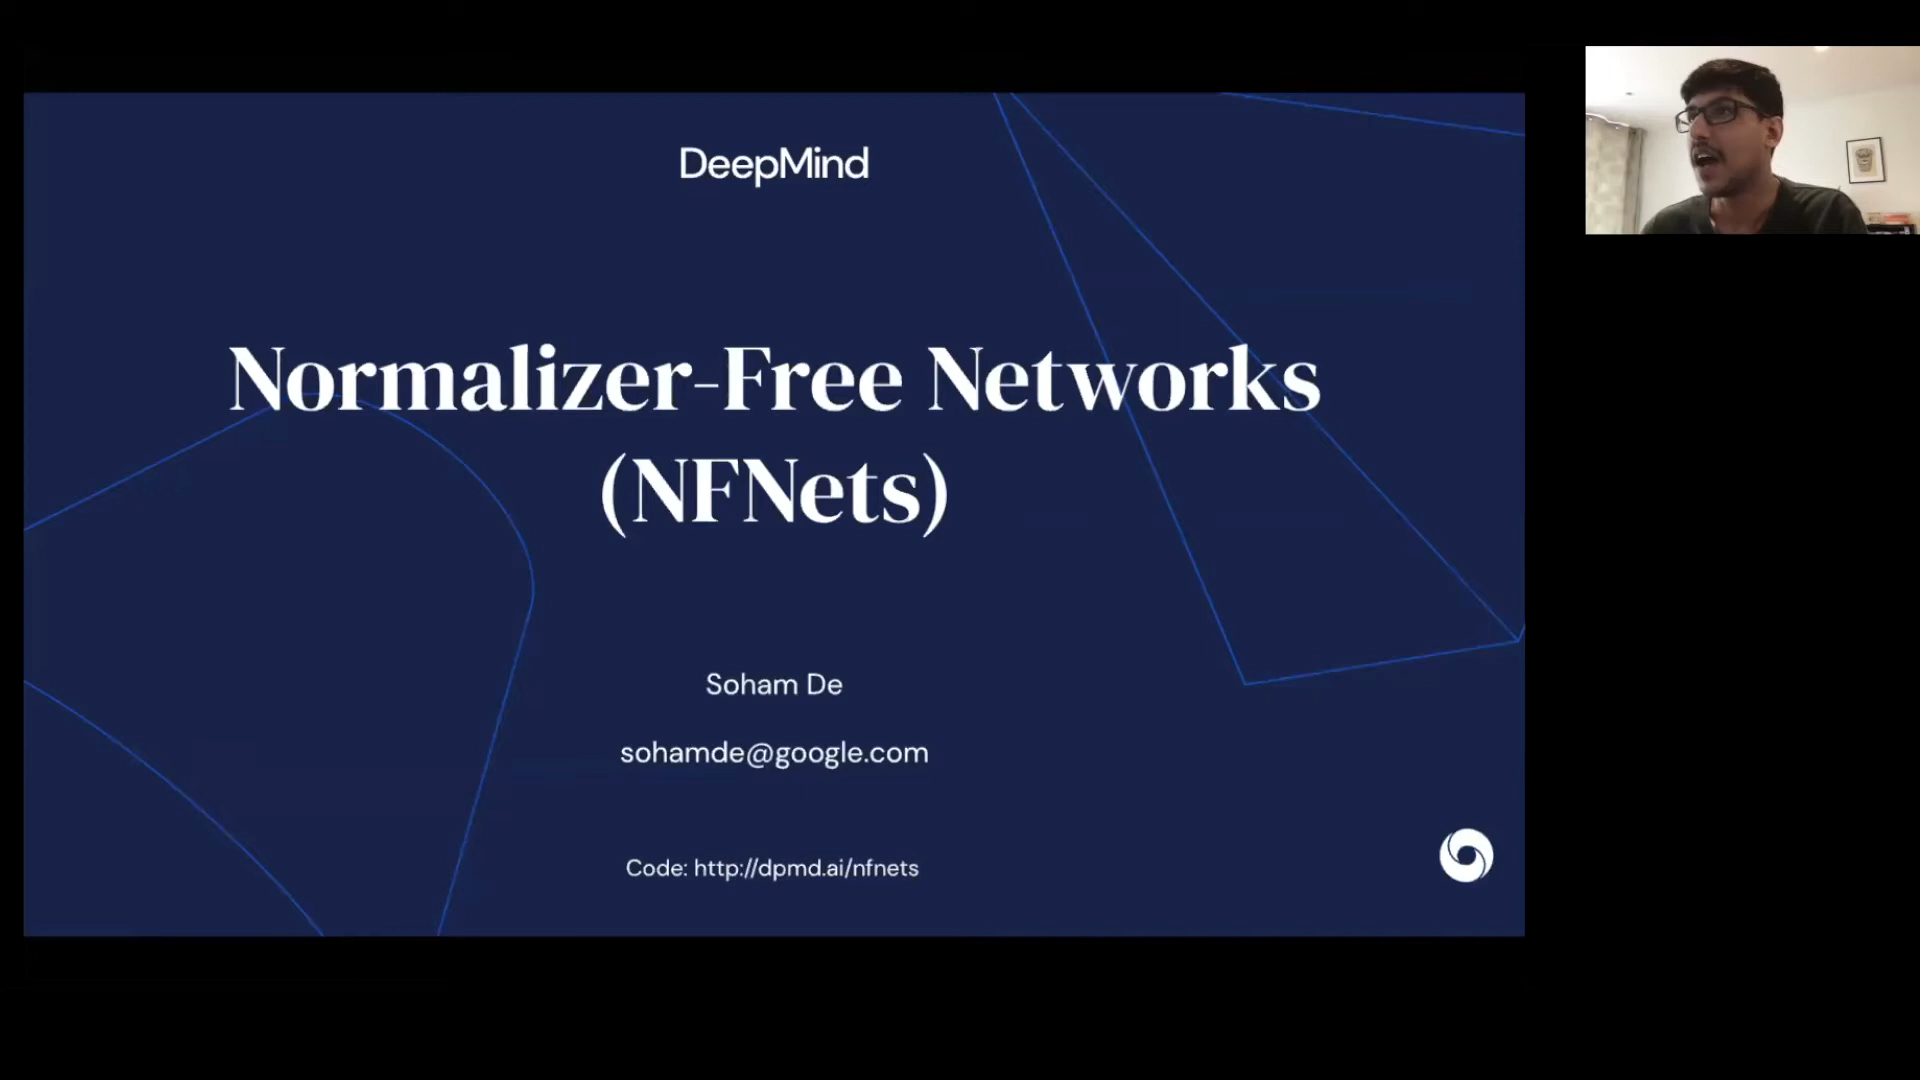 DeepMind
Normalizer-Free Networks
(NFNets)
Soham De
sohamde@google.com
Code: http://dpmd.ai/nfnets